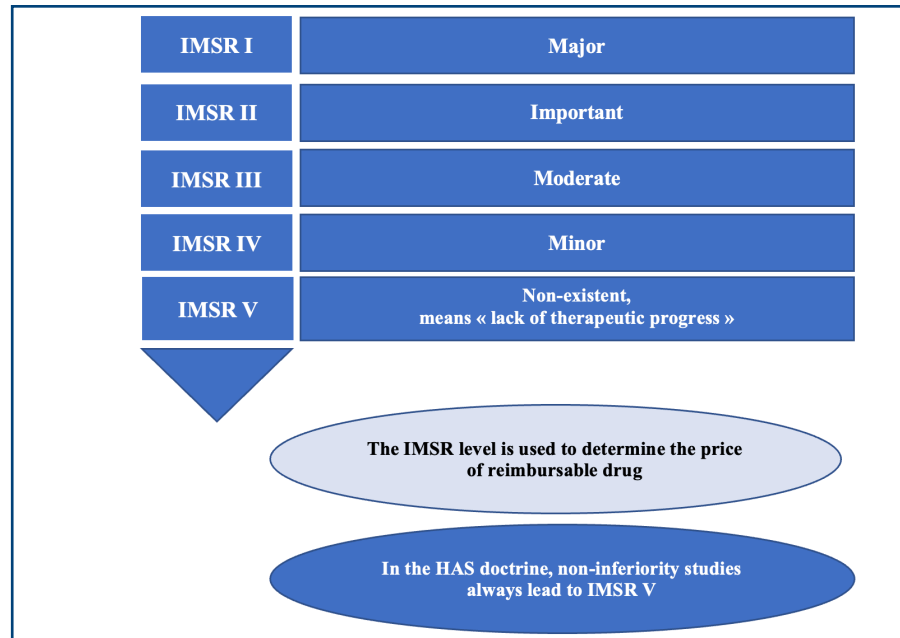 IMSR I
Major
IMSR II
Important
IMSR III
Moderate
IMSR IV
Minor
IMSR V
Non-existent,
means « lack of therapeutic progress »
The IMSR level is used to determine the price
of reimbursable drug
In the HAS doctrine, non-inferiority studies
always lead to IMSR V